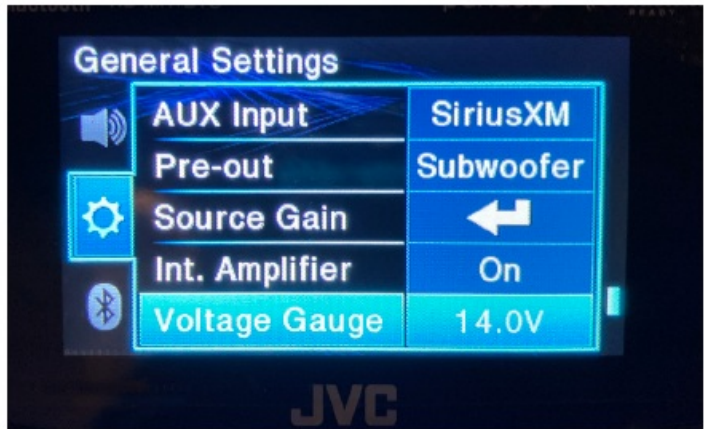 General Settings
AUX Input SiriusXM
Pre-out Subwoofer
Source Gain
Int. Amplifier On
Voltage Gauge 14.0V
JVC